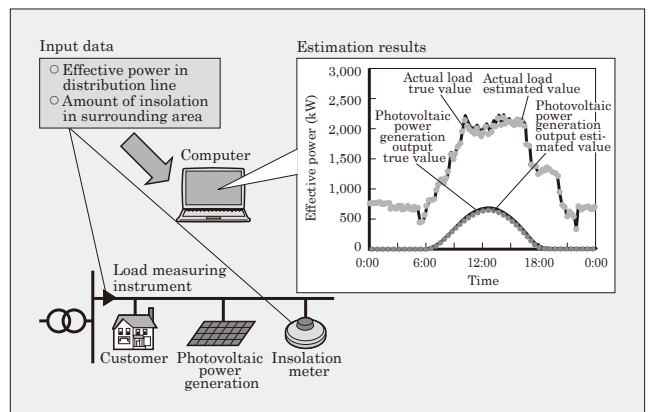 Input data
○ Effective power in
distribution line
○ Amount of insolation
in surrounding area
Computer
Load measuring
instrument
Customer
Photovoltaic
power
generation
Insolation
meter
Estimation results
Effective power (kW)
3,000
2,500
2,000
1,500
1,000
500
0
Actual load
true value
Actual load
estimated value
Photovoltaic
power
generation
output
true value
Photovoltaic
power
generation
output esti-
mated value
0:00
6:00
12:00
18:00
0:00
Time